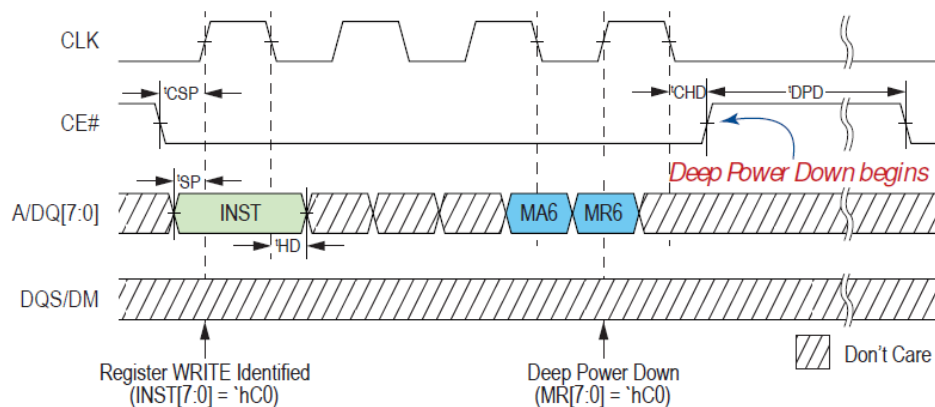 CLK
tCSP
tCHD
tDPD
CE#
Deep Power Down begins
tSP
A/DQ[7:0]
INST
MA6
MR6
tHD
DQS/DM
Register WRITE Identified
(INST[7:0] = `hC0)
Deep Power Down
(MR[7:0] = `hC0)
Don't Care